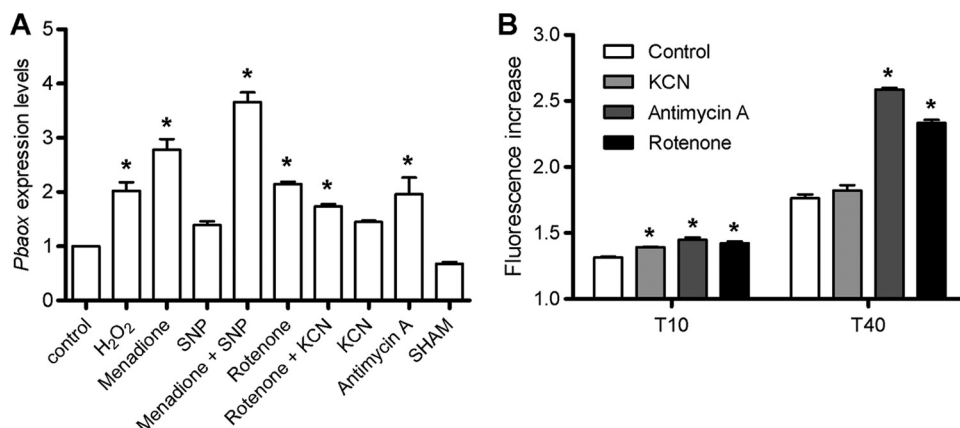 A
Pbaox expression levels
5
4
3
2
1
0
control
H₂O₂
Menadione
SNP
Menadione + SNP
Rotenone
Rotenone + KCN
KCN
Antimycin A
SHAM
*
*
*
*
*
*
B
Fluorescence increase
3.0
2.5
2.0
1.5
1.0
Control
KCN
Antimycin A
Rotenone
* * *
*
*
T10
T40